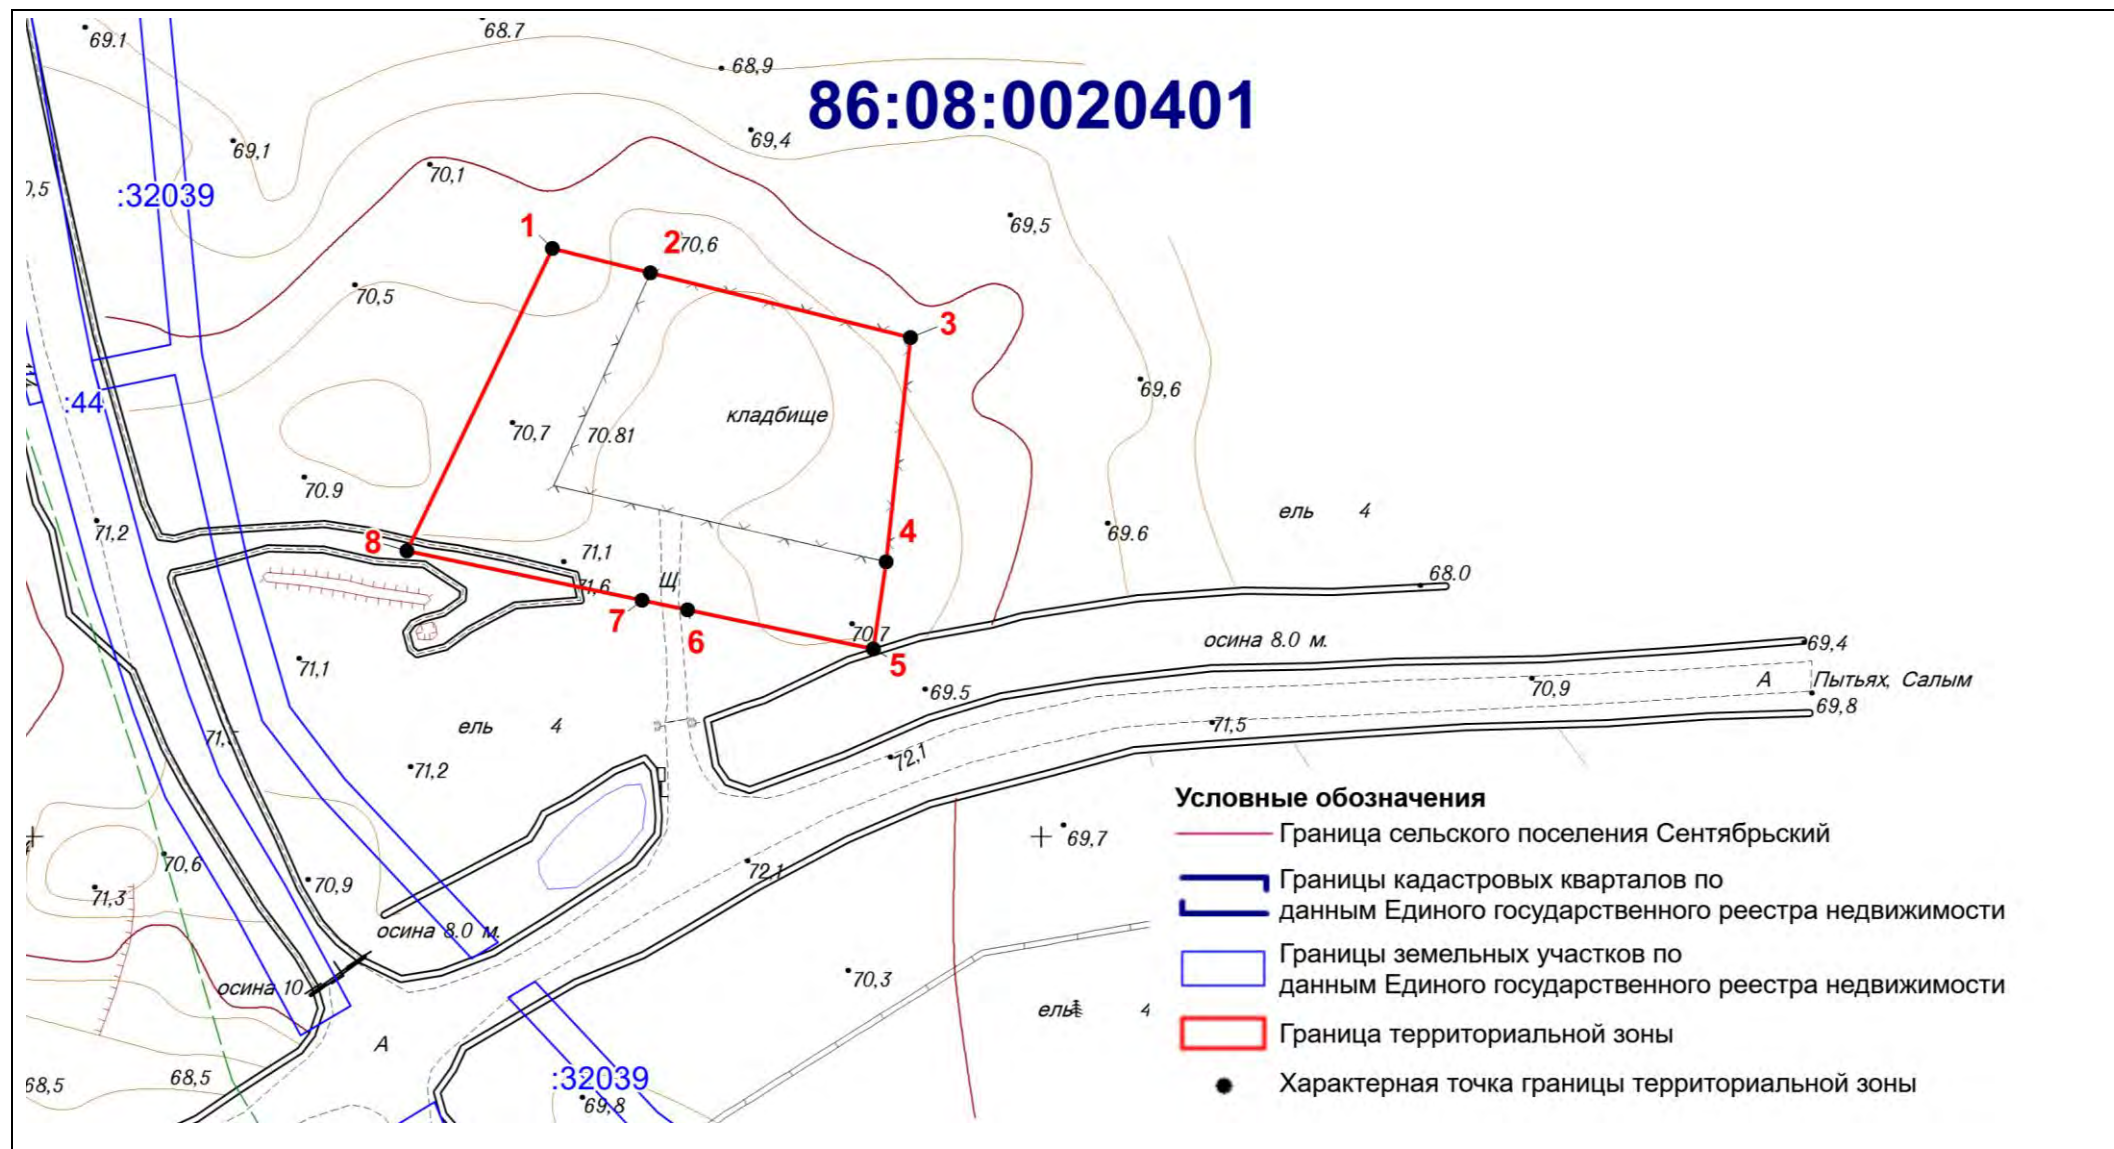 69.1
68.7
68,9
86:08:0020401
69,4
69,1
70,1
:32039
69,5
1
2
70,6
70,5
3
69,6
:44
кладбище
70,7
70.81
70.9
ель 4
71,2
69.6
4
8
71,1
68.0
71,6
Щ
7
6
70,7
осина 8.0 м.
69,4
5
71,1
69.5
70,9
А
Пытьях, Салым
69,8
ель 4
71,5
72,1
71,2
Условные обозначения
Граница сельского поселения Сентябрьский
69,7
70,6
72,1
70,9
71,3
Границы кадастровых кварталов по
данным Единого государственного реестра недвижимости
осина 8.0 м.
Границы земельных участков по
данным Единого государственного реестра недвижимости
70,3
осина 10
ель 4
Граница территориальной зоны
А
68,5
68,5
:32039
Характерная точка границы территориальной зоны
69,8